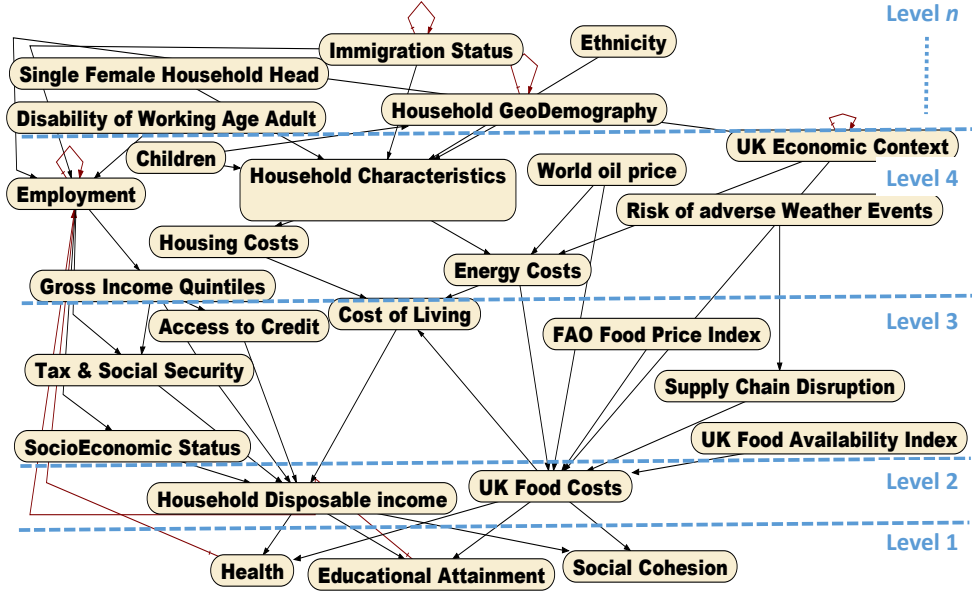 Level n
Immigration Status
Ethnicity
Single Female Household Head
Household GeoDemography
Disability of Working Age Adult
UK Economic Context
Children
Household Characteristics
World oil price
Level 4
Employment
Risk of adverse Weather Events
Housing Costs
Energy Costs
Gross Income Quintiles
Cost of Living
Level 3
Access to Credit
FAO Food Price Index
Tax & Social Security
Supply Chain Disruption
SocioEconomic Status
UK Food Availability Index
Level 2
Household Disposable income
UK Food Costs
Level 1
Health
Educational Attainment
Social Cohesion